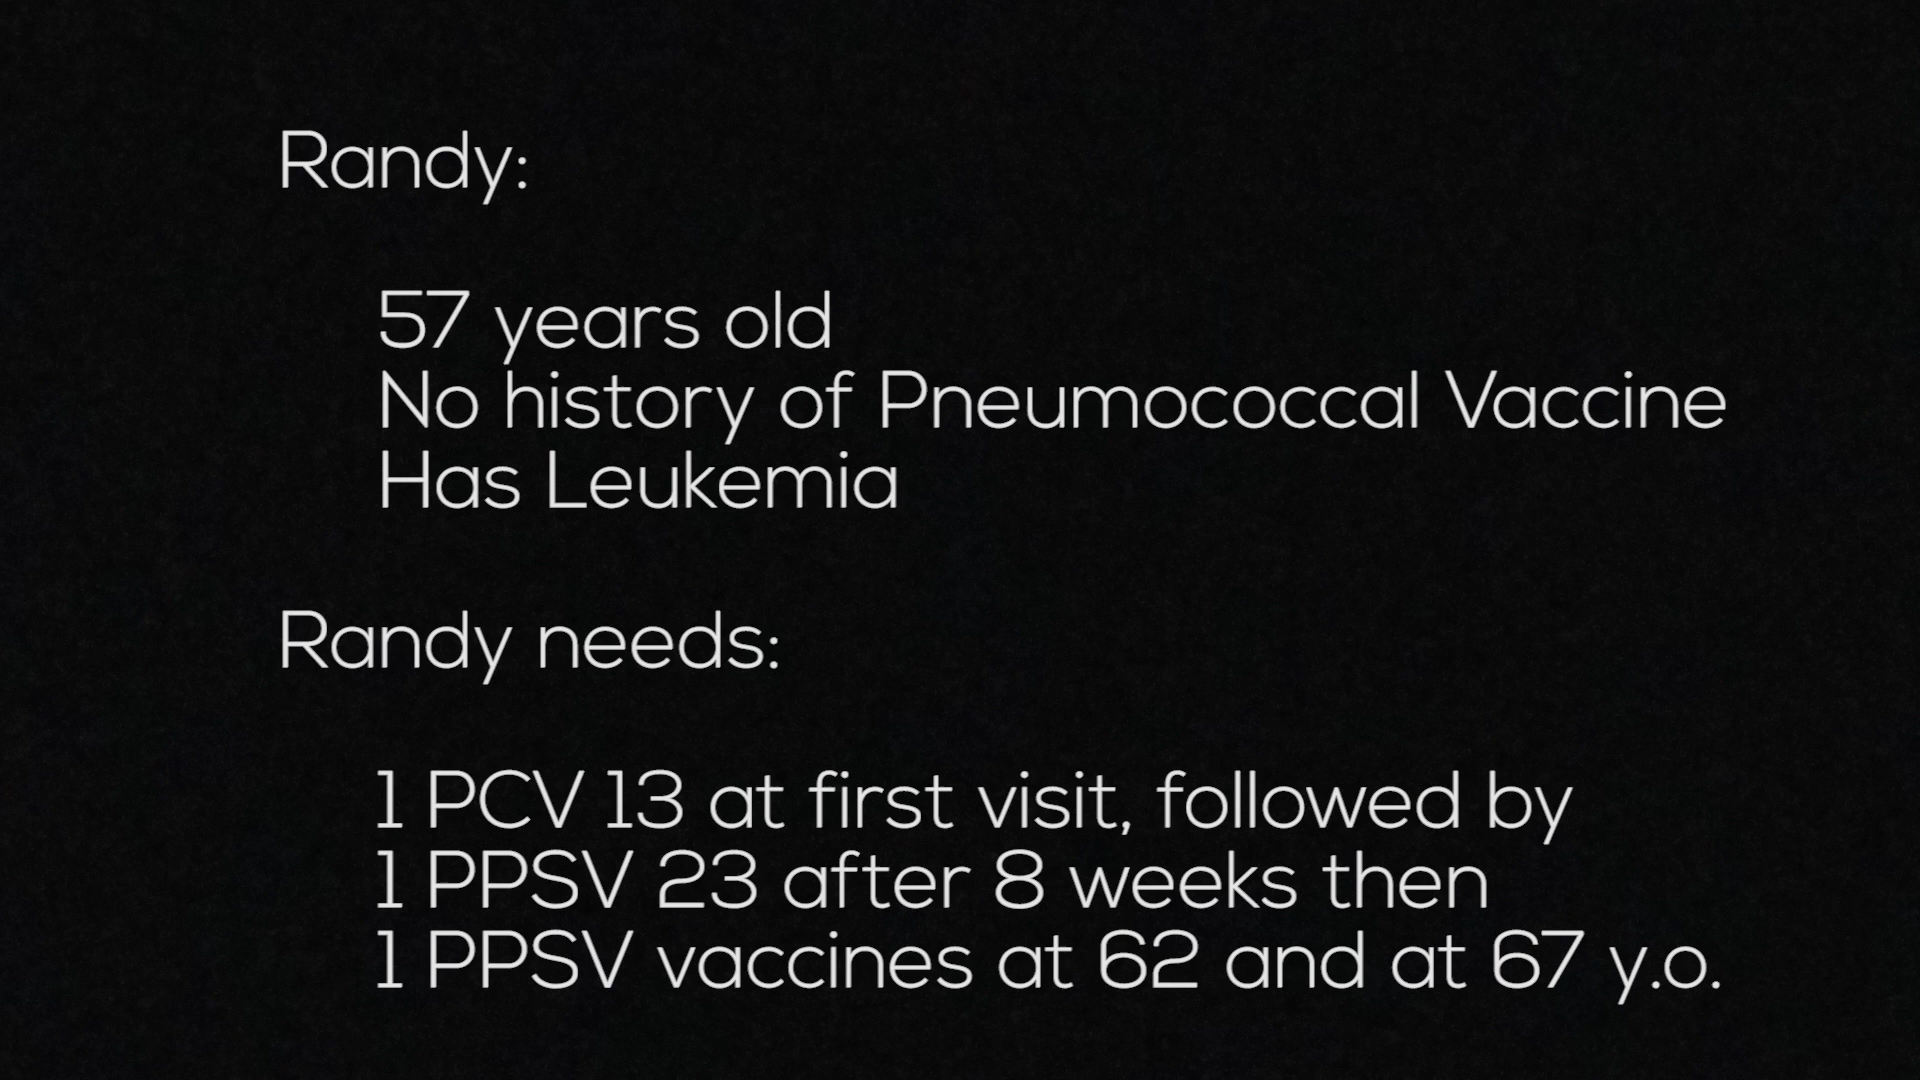 Randy:
57 years old
No history of Pneumococcal Vaccine
Has Leukemia
Randy needs:
1 PCV 13 at first visit, followed by
1 PPSV 23 after 8 weeks then
1 PPSV vaccines at 62 and at 67 y.o.